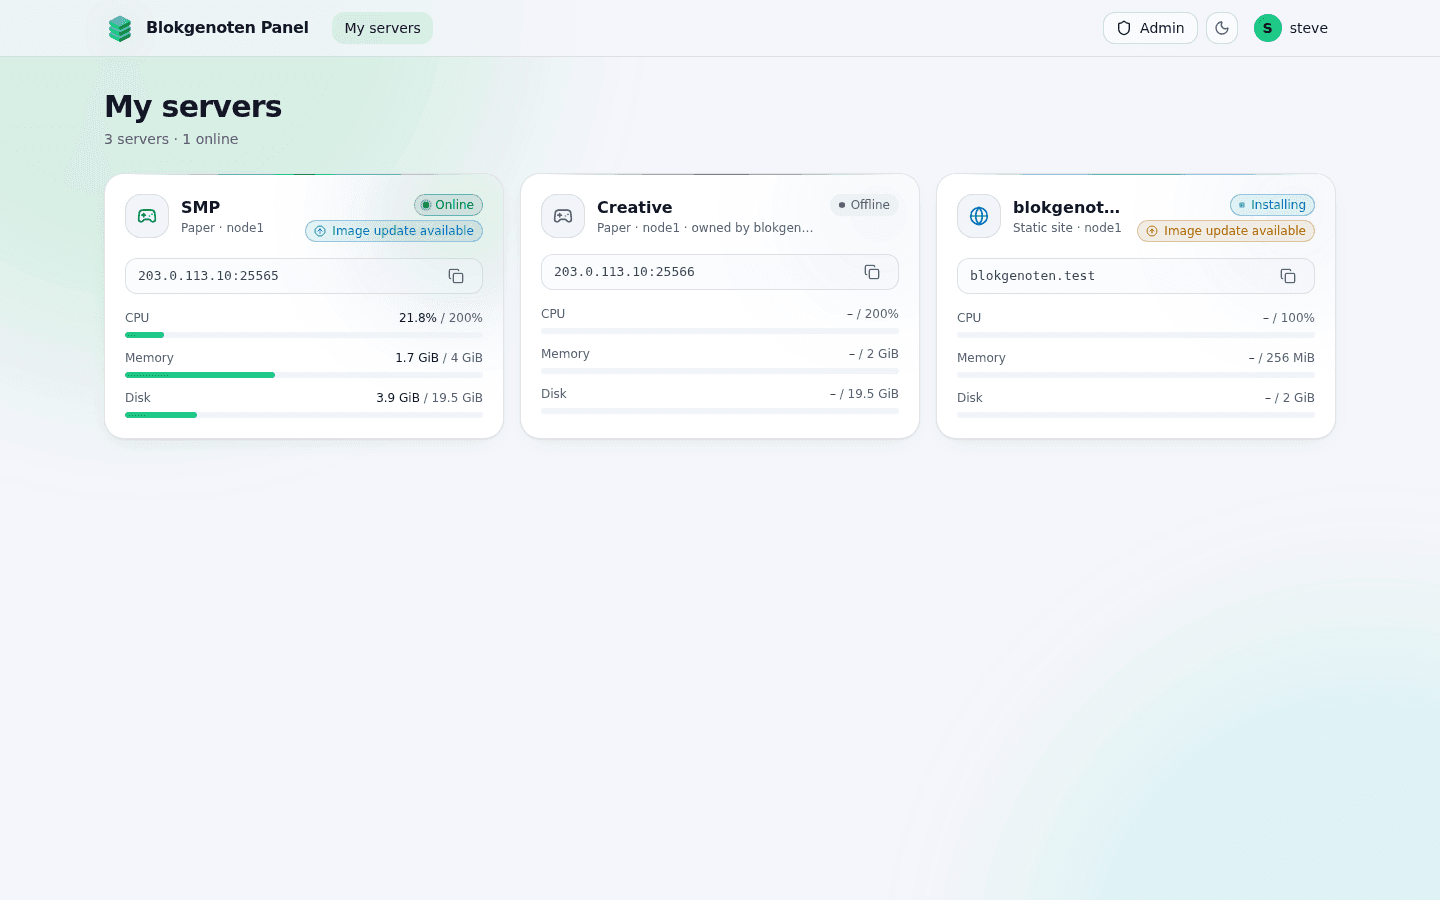 Blokgenoten Panel
My servers
Admin
S
steve
My servers
3 servers · 1 online
SMP
Online
Paper · node1
Image update available
203.0.113.10:25565
CPU
21.8% / 200%
Memory
1.7 GiB / 4 GiB
Disk
3.9 GiB / 19.5 GiB
Creative
Offline
Paper · node1 · owned by blokgen...
203.0.113.10:25566
CPU
– / 200%
Memory
– / 2 GiB
Disk
– / 19.5 GiB
blokgenot...
Installing
Static site · node1
Image update available
blokgenoten.test
CPU
– / 100%
Memory
– / 256 MiB
Disk
– / 2 GiB